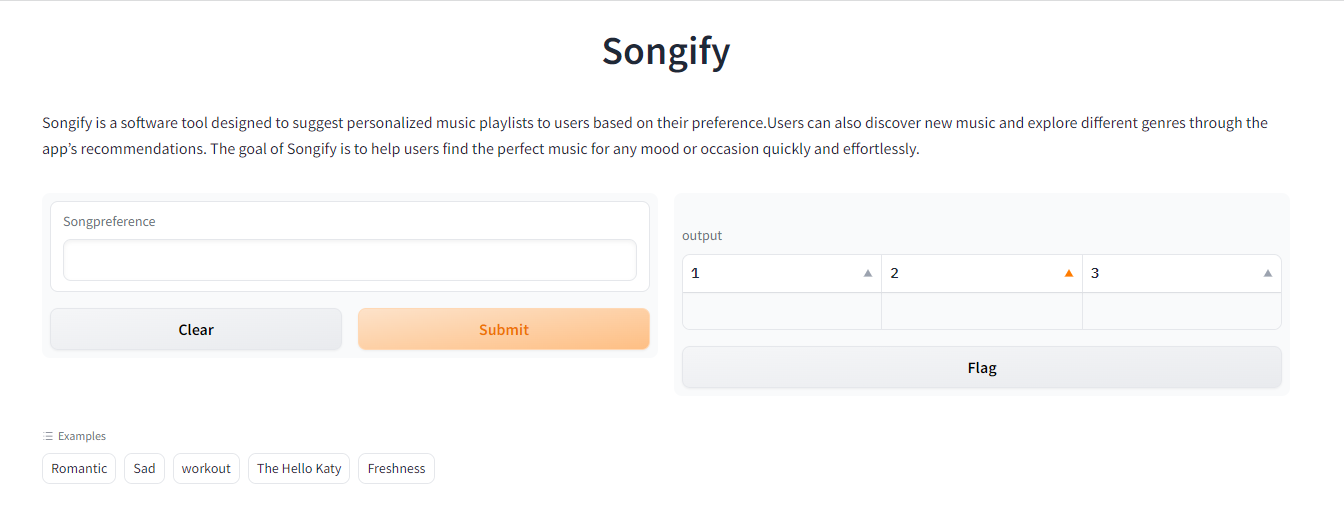 Songify
Songify is a software tool designed to suggest personalized music playlists to users based on their preference.Users can also discover new music and explore different genres through the
app’s recommendations. The goal of Songify is to help users find the perfect music for any mood or occasion quickly and effortlessly.
Songpreference
Clear
Submit
output
1
2
3
Flag
Examples
Romantic
Sad
workout
The Hello Katy
Freshness